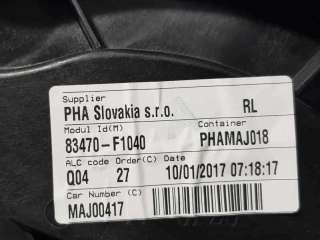 Supplier
PHA Slovakia s.r.o. RL
Modul Id(M) Container
83470-F1040 PHAMAJ018
ALC code Order(C) Date
Q04 27 10/01/2017 07:18:17
Car Number (C)
MAJ00417